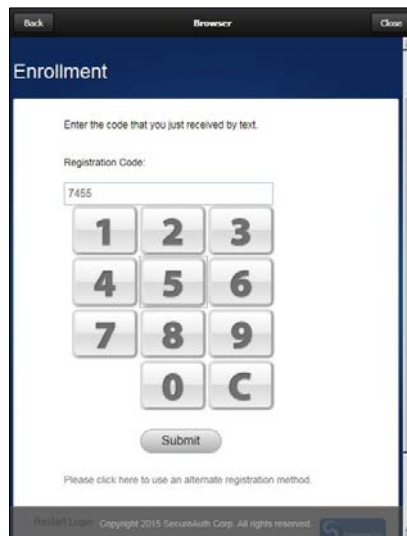 Back Browser Close
Enrollment
Enter the code that you just received by text.
Registration Code:
7455
1 2 3
4 5 6
7 8 9
0 C
Submit
Please click here to use an alternate registration method.
Restart Login Copyright 2015 SecureAuth Corp. All rights reserved.